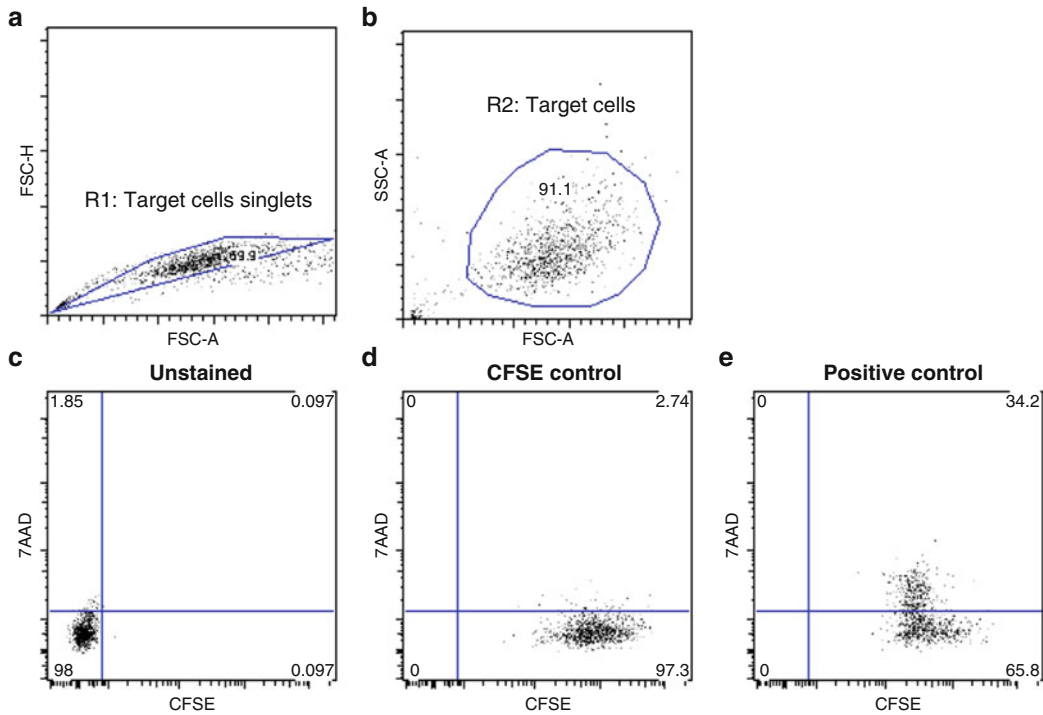 a
FSC-H
R1: Target cells singlets
69.9
FSC-A
b
SSC-A
R2: Target cells
91.1
FSC-A
c
Unstained
1.85
0.097
7AAD
98
0.097
CFSE
d
CFSE control
0
2.74
7AAD
0
97.3
CFSE
e
Positive control
0
34.2
7AAD
0
65.8
CFSE